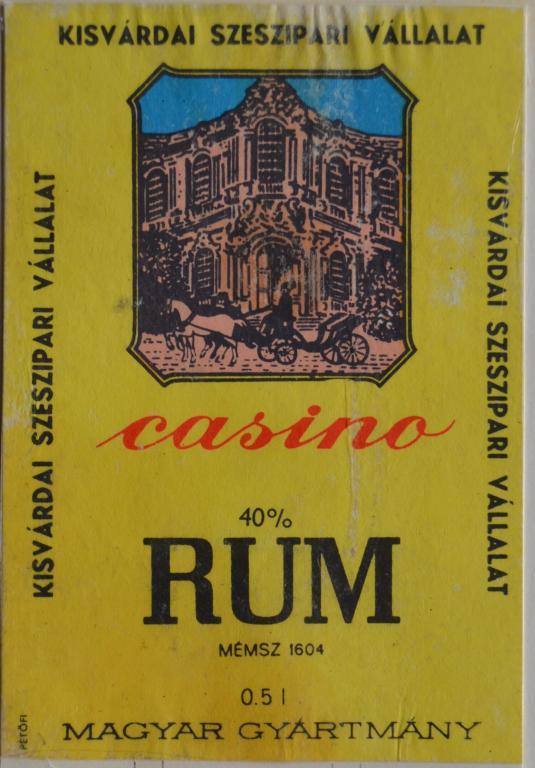 KISVÁRDAI SZESZIPARI VÁLLALAT
KISVÁRDAI SZESZIPARI VÁLLALAT
KISVÁRDAI SZESZIPARI VÁLLALAT
casino
40%
RUM
MÉMSZ 1604
0.5 l
PETŐFI
MAGYAR GYÁRTMÁNY